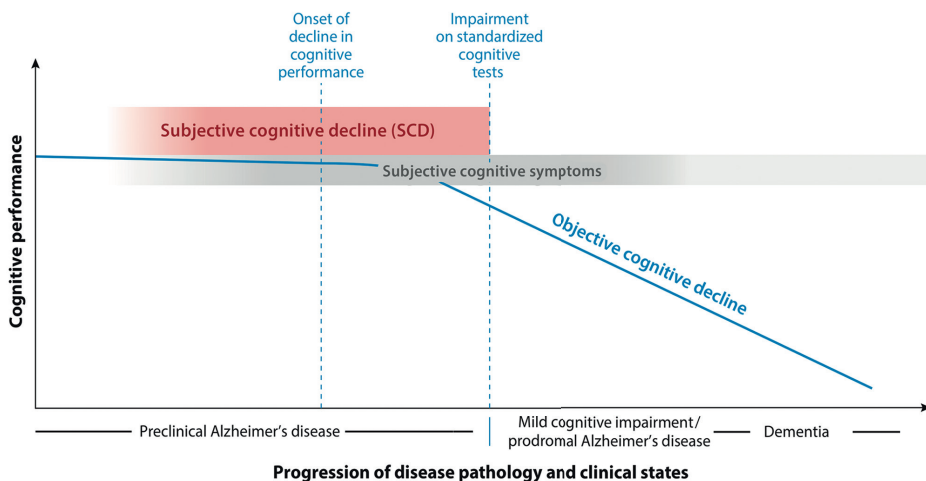 Onset of
decline in
cognitive
performance
Impairment
on standardized
cognitive
tests
Subjective cognitive decline (SCD)
Subjective cognitive symptoms
Objective cognitive decline
Cognitive performance
Preclinical Alzheimer’s disease
Mild cognitive impairment/
prodromal Alzheimer’s disease
Dementia
Progression of disease pathology and clinical states